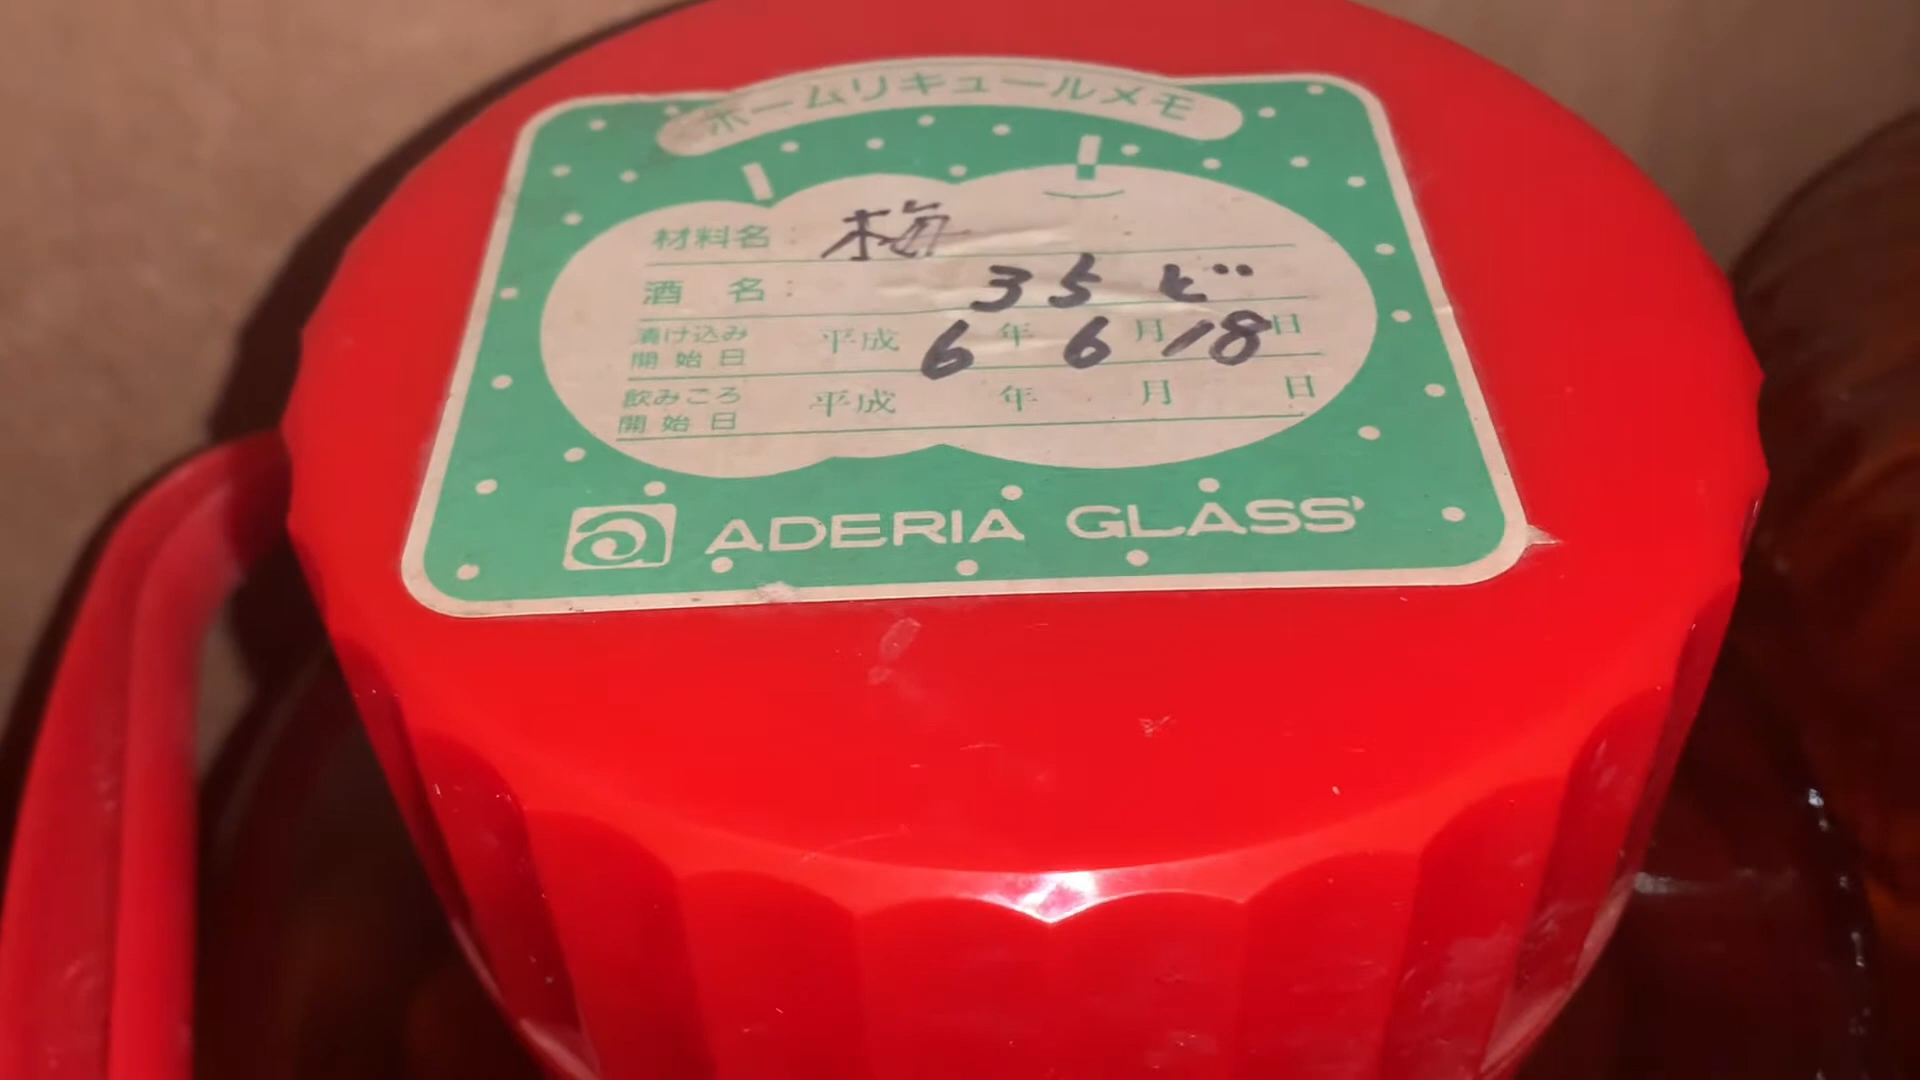 ホームリキュールメモ
材料名： 梅
酒 名： 35ど
漬け込み開始日 平成6年6月18日
飲みごろ開始日 平成 年 月 日
a ADERIA GLASS